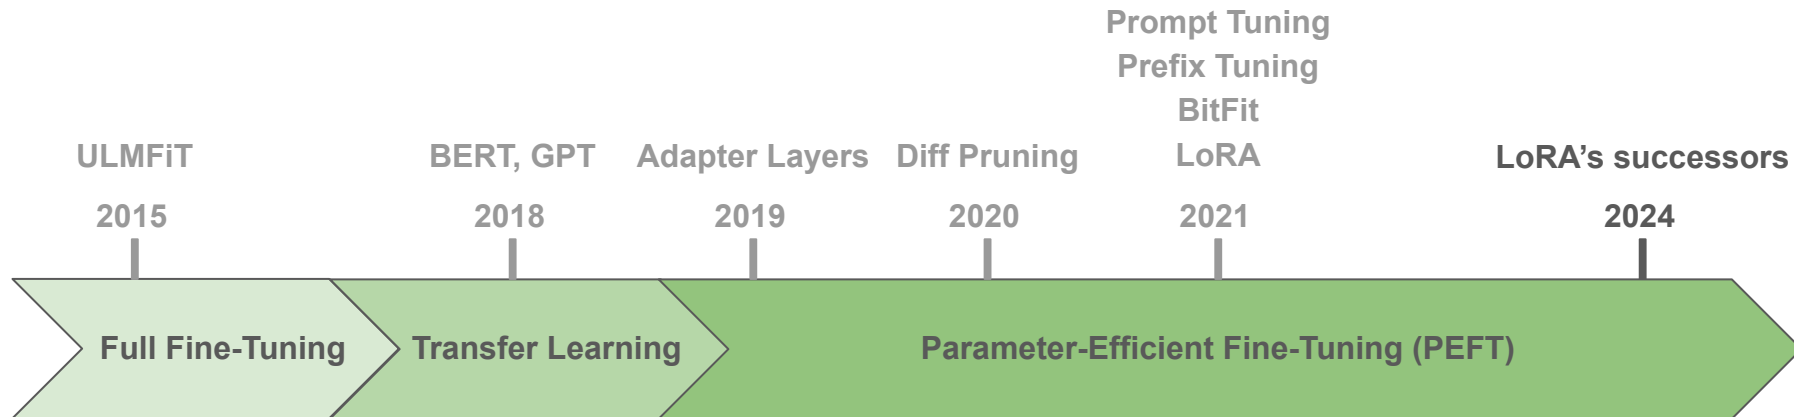 Prompt Tuning
Prefix Tuning
BitFit
ULMFiT BERT, GPT Adapter Layers Diff Pruning LoRA LoRA’s successors
2015 2018 2019 2020 2021 2024
Full Fine-Tuning Transfer Learning Parameter-Efficient Fine-Tuning (PEFT)